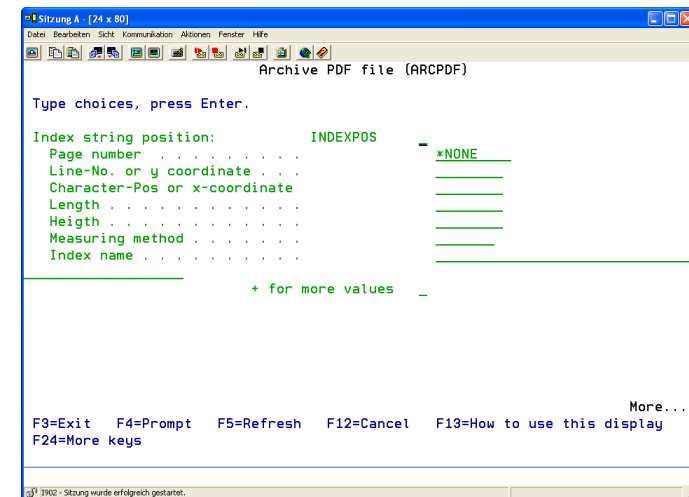 Sitzung A - [24 x 80]
Datei Bearbeiten Sicht Kommunikation Aktionen Fenster Hilfe
Archive PDF file (ARCPDF)
Type choices, press Enter.
Index string position: INDEXPOS _
Page number . . . . . . . . . *NONE
Line-No. or y coordinate . . .
Character-Pos or x-coordinate
Length . . . . . . . . . . . .
Heigth . . . . . . . . . . . .
Measuring method . . . . . . .
Index name . . . . . . . . . .
+ for more values _
More...
F3=Exit F4=Prompt F5=Refresh F12=Cancel F13=How to use this display
F24=More keys
I902 - Sitzung wurde erfolgreich gestartet.